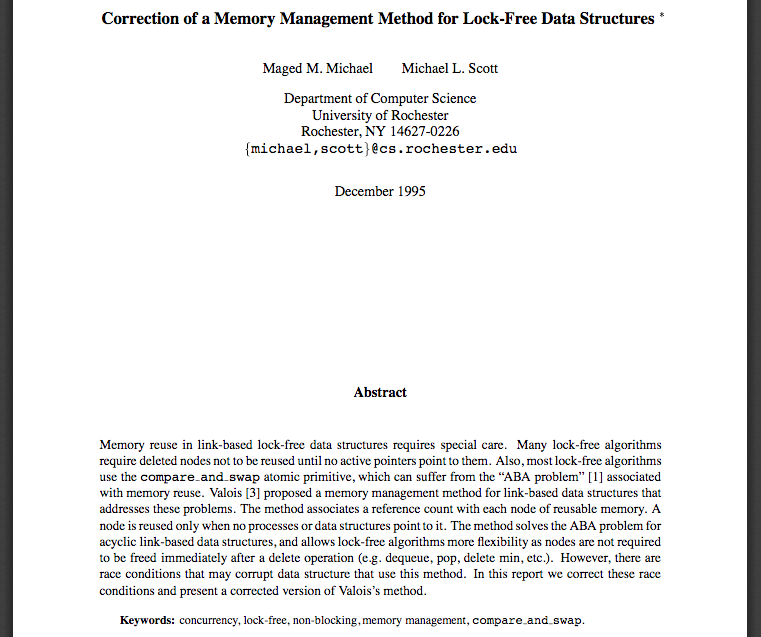 Correction of a Memory Management Method for Lock-Free Data Structures *
Maged M. Michael Michael L. Scott
Department of Computer Science
University of Rochester
Rochester, NY 14627-0226
{michael,scott}@cs.rochester.edu
December 1995
Abstract
Memory reuse in link-based lock-free data structures requires special care. Many lock-free algorithms
require deleted nodes not to be reused until no active pointers point to them. Also, most lock-free algorithms
use the compare_and_swap atomic primitive, which can suffer from the “ABA problem” [1] associated
with memory reuse. Valois [3] proposed a memory management method for link-based data structures that
addresses these problems. The method associates a reference count with each node of reusable memory. A
node is reused only when no processes or data structures point to it. The method solves the ABA problem for
acyclic link-based data structures, and allows lock-free algorithms more flexibility as nodes are not required
to be freed immediately after a delete operation (e.g. dequeue, pop, delete min, etc.). However, there are
race conditions that may corrupt data structure that use this method. In this report we correct these race
conditions and present a corrected version of Valois’s method.
Keywords: concurrency, lock-free, non-blocking, memory management, compare_and_swap.